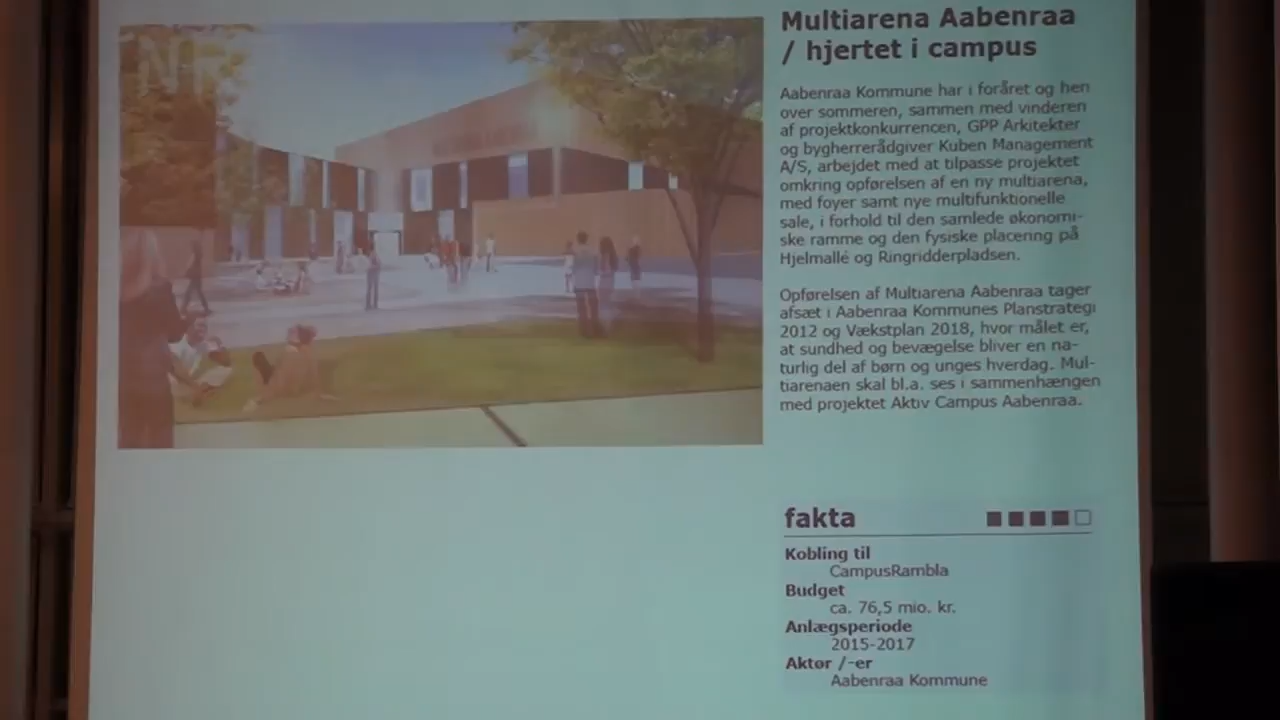 Multiarena Aabenraa
/ hjertet i campus
Aabenraa Kommune har i foråret og hen
over sommeren, sammen med vinderen
af projektkonkurrencen, GPP Arkitekter
og bygherrerådgiver Kuben Management
A/S, arbejdet med at tilpasse projektet
omkring opførelsen af en ny multiarena,
med foyer samt nye multifunktionelle
sale, i forhold til den samlede økonomi-
ske ramme og den fysiske placering på
Hjelmallé og Ringridderpladsen.
Opførelsen af Multiarena Aabenraa tager
afsæt i Aabenraa Kommunes Planstrategi
2012 og Vækstplan 2018, hvor målet er,
at sundhed og bevægelse bliver en na-
turlig del af børn og unges hverdag. Mul-
tiarenaen skal bl.a. ses i sammenhængen
med projektet Aktiv Campus Aabenraa.
fakta
Kobling til
CampusRambla
Budget
ca. 76,5 mio. kr.
Anlægsperiode
2015-2017
Aktør /-er
Aabenraa Kommune